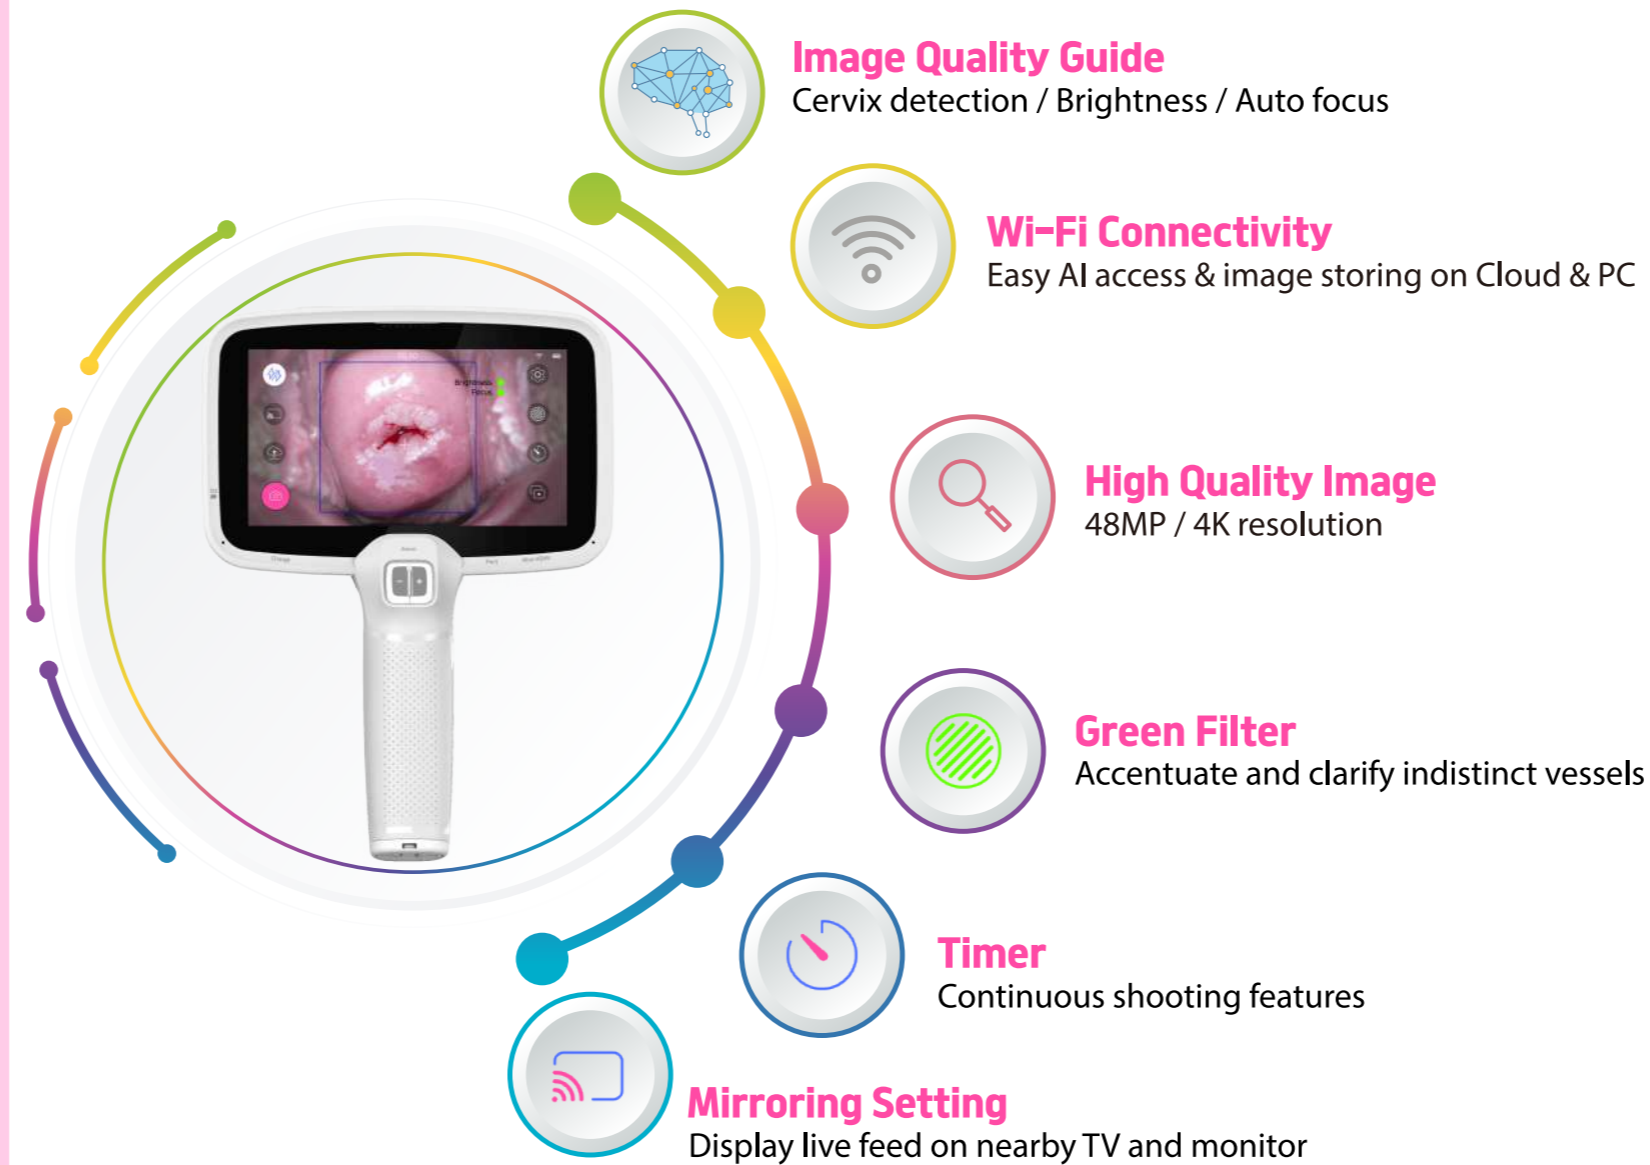 Image Quality Guide
Cervix detection / Brightness / Auto focus
Wi-Fi Connectivity
Easy AI access & image storing on Cloud & PC
Brightness
Focus
High Quality Image
48MP / 4K resolution
Green Filter
Accentuate and clarify indistinct vessels
Timer
Continuous shooting features
Mirroring Setting
Display live feed on nearby TV and monitor